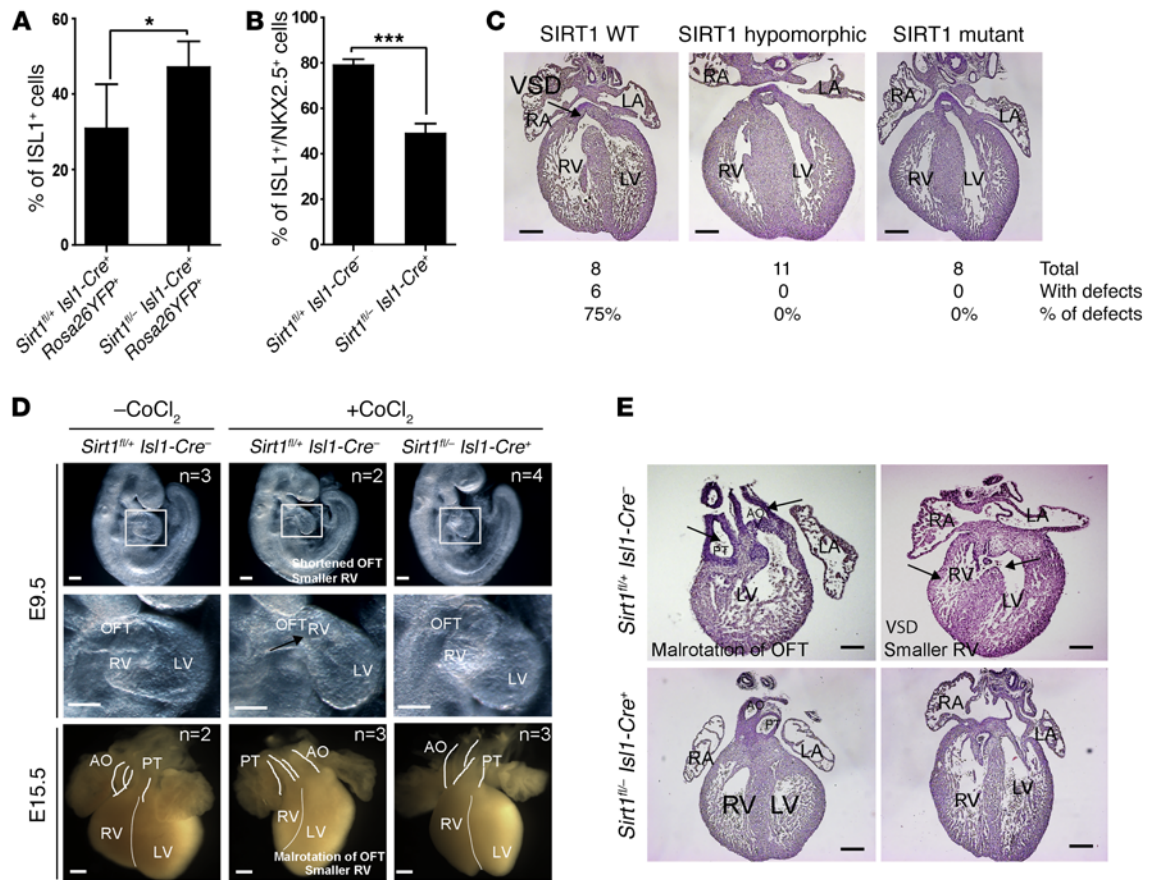 A
60
40
20
0
% of ISL1⁺ cells
*
Sirt1ᶠˡ/⁺ Isl1-Cre⁺
Rosa26YFP⁺
Sirt1ᶠˡ/⁻ Isl1-Cre⁺
Rosa26YFP⁺
B
100
80
60
40
20
0
% of ISL1⁺/NKX2.5⁺ cells
***
Sirt1ᶠˡ/⁺ Isl1-Cre⁻
Sirt1ᶠˡ/⁻ Isl1-Cre⁺
C
SIRT1 WT
SIRT1 hypomorphic
SIRT1 mutant
VSD
RA
LA
RV
LV
RA
LA
RV
LV
RA
LA
RV
LV
8 11 8 Total
6 0 0 With defects
75% 0% 0% % of defects
D
–CoCl₂
+CoCl₂
Sirt1ᶠˡ/⁺ Isl1-Cre⁻
Sirt1ᶠˡ/⁺ Isl1-Cre⁻
Sirt1ᶠˡ/⁻ Isl1-Cre⁺
E9.5
n=3
n=2
Shortened OFT
Smaller RV
n=4
OFT
RV
LV
OFT
RV
LV
OFT
RV
LV
E15.5
n=2
AO
PT
RV
LV
n=3
PT
AO
RV
LV
Malrotation of OFT
Smaller RV
n=3
AO
PT
RV
LV
E
Sirt1ᶠˡ/⁺ Isl1-Cre⁻
AO
PT
LA
LV
Malrotation of OFT
RA
LA
RV
LV
VSD
Smaller RV
Sirt1ᶠˡ/⁻ Isl1-Cre⁺
AO
PT
RA
LA
RV
LV
RA
LA
RV
LV